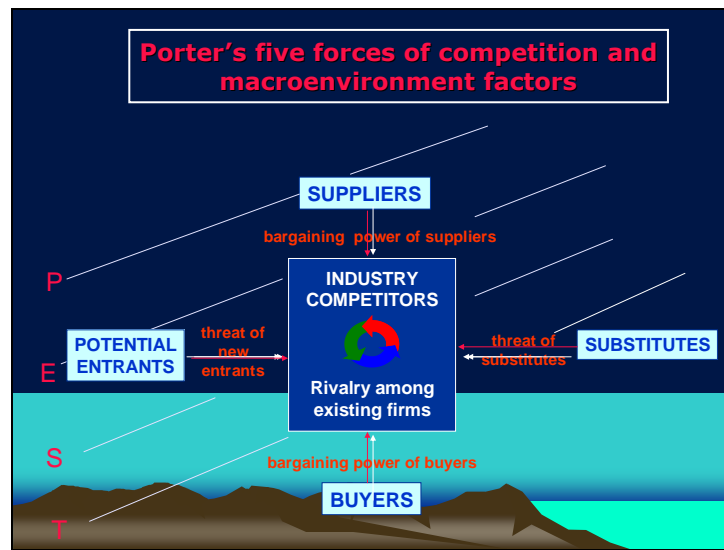 Porter's five forces of competition and
macroenvironment factors
SUPPLIERS
bargaining power of suppliers
P
INDUSTRY
COMPETITORS
POTENTIAL
ENTRANTS
threat of
new
entrants
threat of
substitutes
SUBSTITUTES
E
Rivalry among
existing firms
S
bargaining power of buyers
BUYERS
T